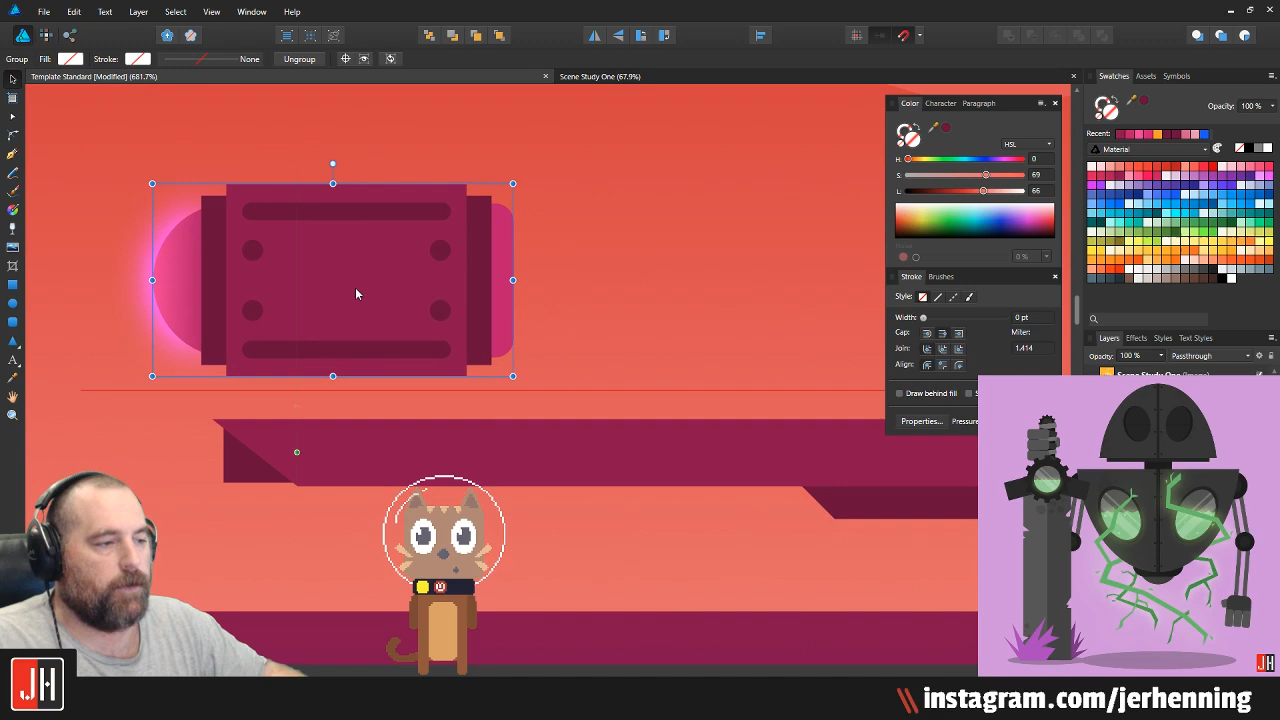 File Edit Text Layer Select View Window Help
Group Fill: Stroke: None Ungroup
Template Standard [Modified] (681.7%) Scene Study One (67.9%)
Swatches Assets Symbols
Opacity: 100 %
Recent:
Material
Color Character Paragraph
HSL
H: 0
S: 69
L: 66
Noise
0 %
Stroke Brushes
Style:
Width: 0 pt
Cap: Miter:
Join: 1.414
Align:
Draw behind fill
Properties... Pressure
Layers Effects Styles Text Styles
Opacity: 100 % Passthrough
JH
JH
\\ instagram.com/jerhenning